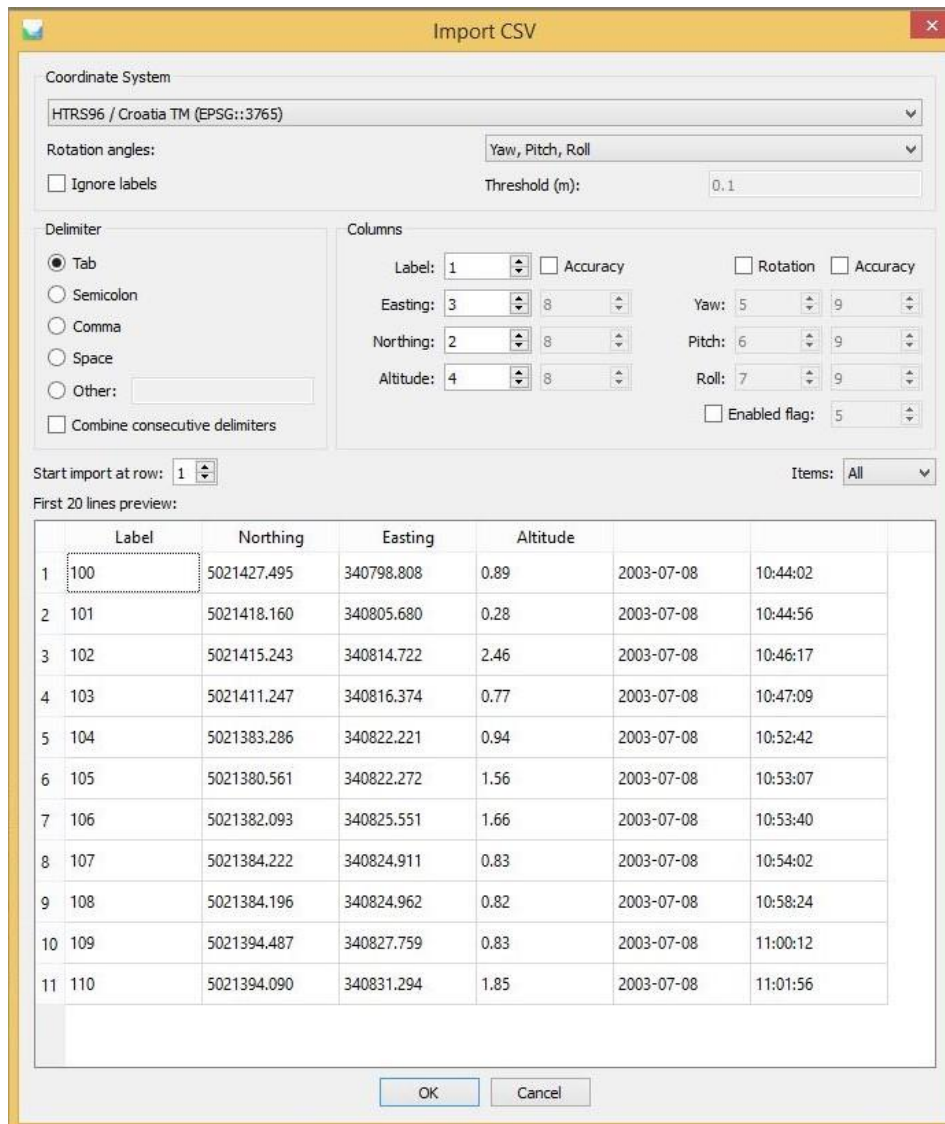 Import CSV
Coordinate System
HTRS96 / Croatia TM (EPSG::3765)
Rotation angles: Yaw, Pitch, Roll
Ignore labels Threshold (m): 0.1
Delimiter Columns
Tab Label: 1 Accuracy Rotation Accuracy
Semicolon Easting: 3 8 Yaw: 5 9
Comma Northing: 2 8 Pitch: 6 9
Space Altitude: 4 8 Roll: 7 9
Other: Enabled flag: 5
Combine consecutive delimiters
Start import at row: 1 Items: All
First 20 lines preview:
Label Northing Easting Altitude
1 100 5021427.495 340798.808 0.89 2003-07-08 10:44:02
2 101 5021418.160 340805.680 0.28 2003-07-08 10:44:56
3 102 5021415.243 340814.722 2.46 2003-07-08 10:46:17
4 103 5021411.247 340816.374 0.77 2003-07-08 10:47:09
5 104 5021383.286 340822.221 0.94 2003-07-08 10:52:42
6 105 5021380.561 340822.272 1.56 2003-07-08 10:53:07
7 106 5021382.093 340825.551 1.66 2003-07-08 10:53:40
8 107 5021384.222 340824.911 0.83 2003-07-08 10:54:02
9 108 5021384.196 340824.962 0.82 2003-07-08 10:58:24
10 109 5021394.487 340827.759 0.83 2003-07-08 11:00:12
11 110 5021394.090 340831.294 1.85 2003-07-08 11:01:56
OK Cancel